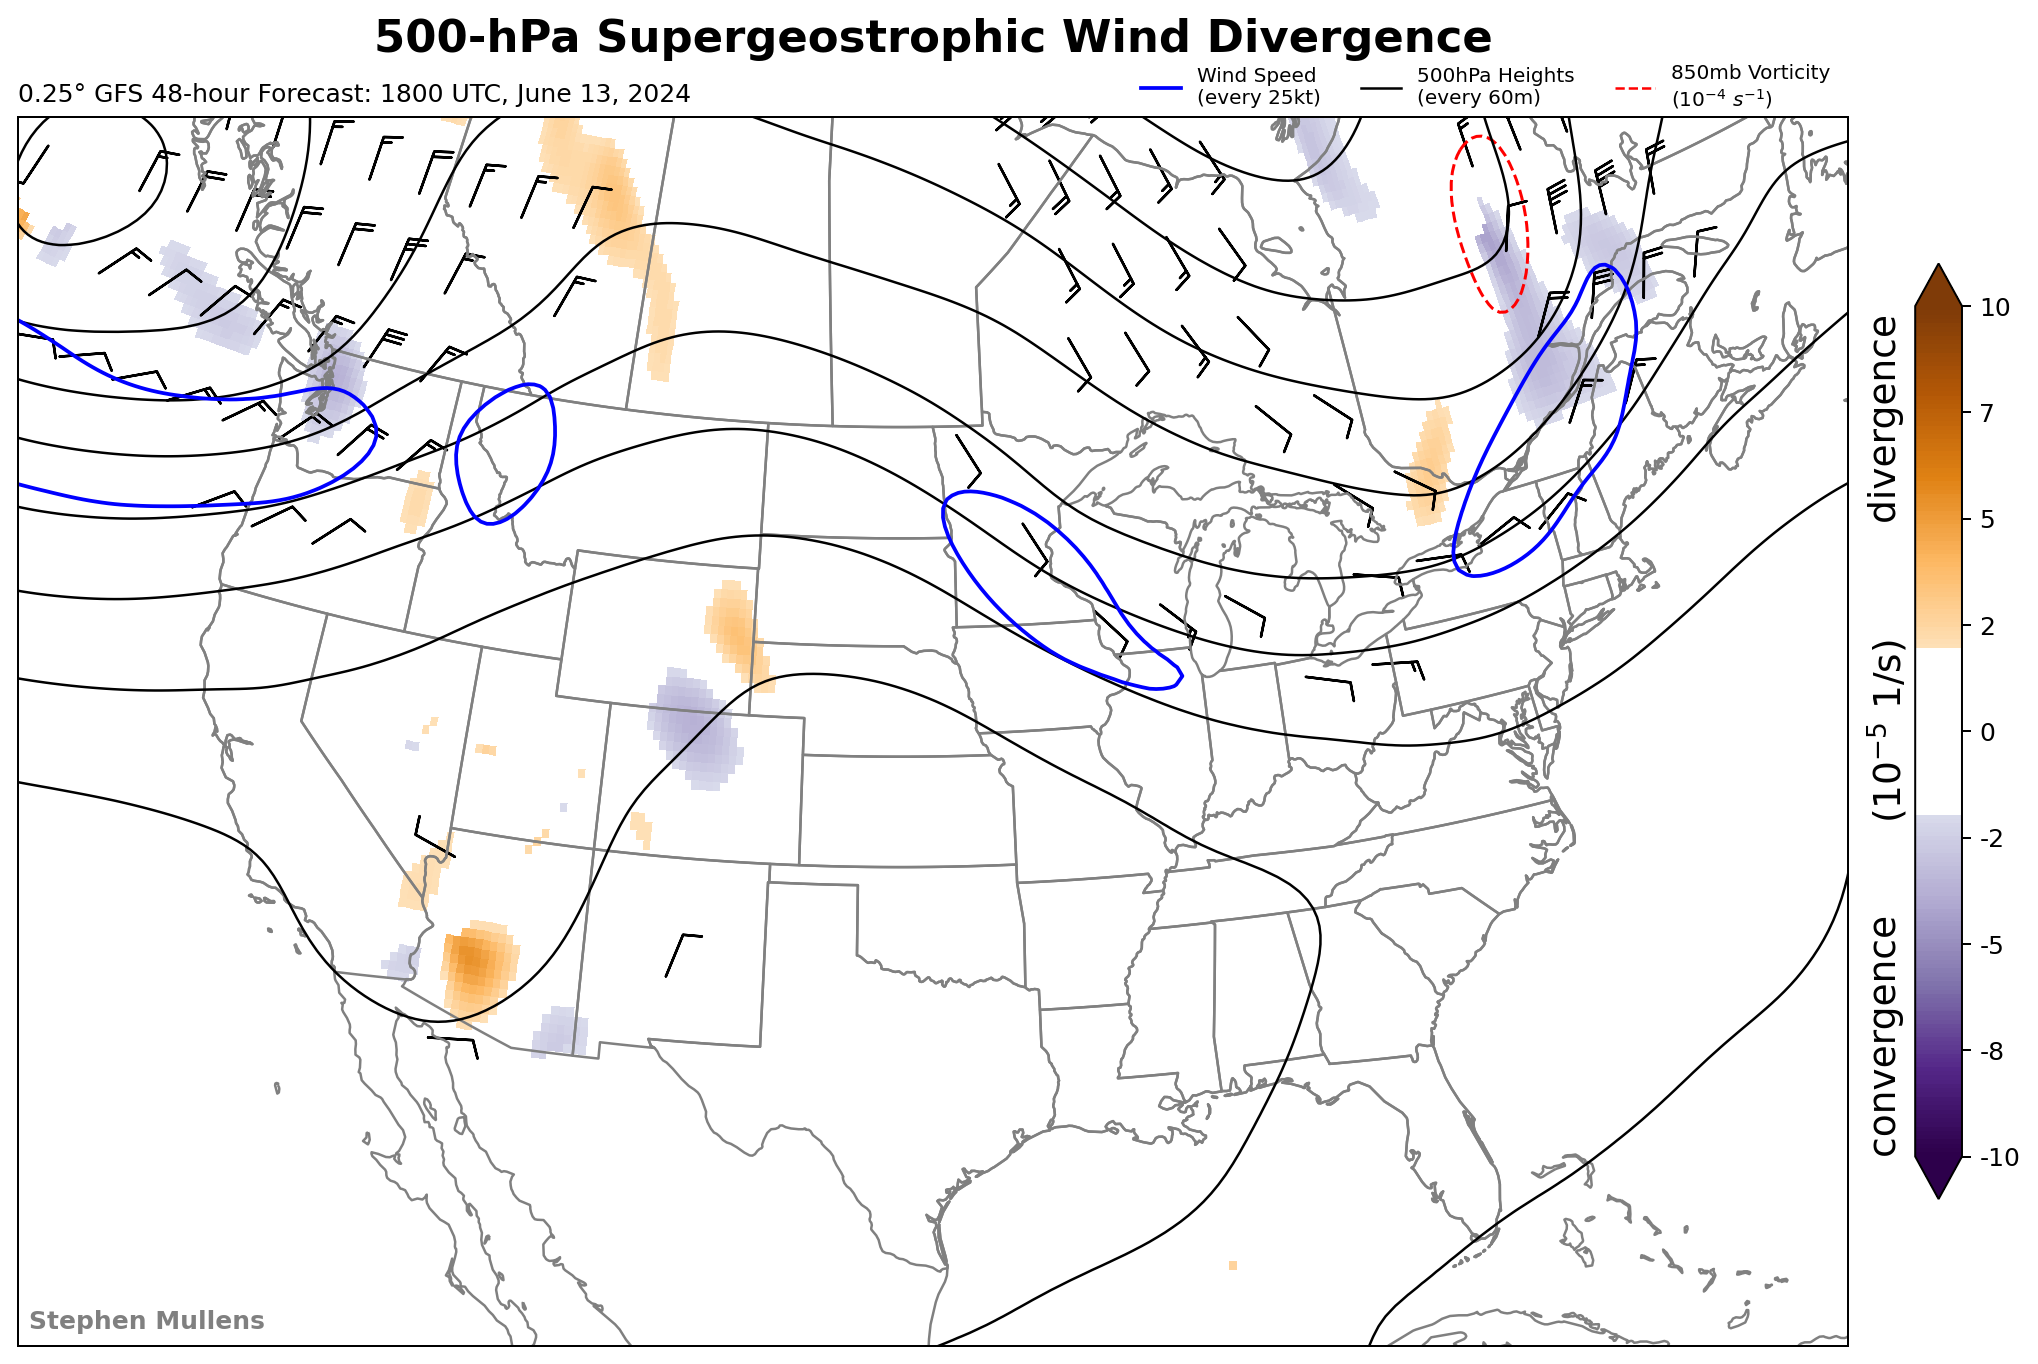 500-hPa Supergeostrophic Wind Divergence
0.25° GFS 48-hour Forecast: 1800 UTC, June 13, 2024
Wind Speed
(every 25kt)
500hPa Heights
(every 60m)
850mb Vorticity
(10⁻⁴ s⁻¹)
10
7
5
2
0
-2
-5
-8
-10
convergence (10⁻⁵ 1/s) divergence
Stephen Mullens